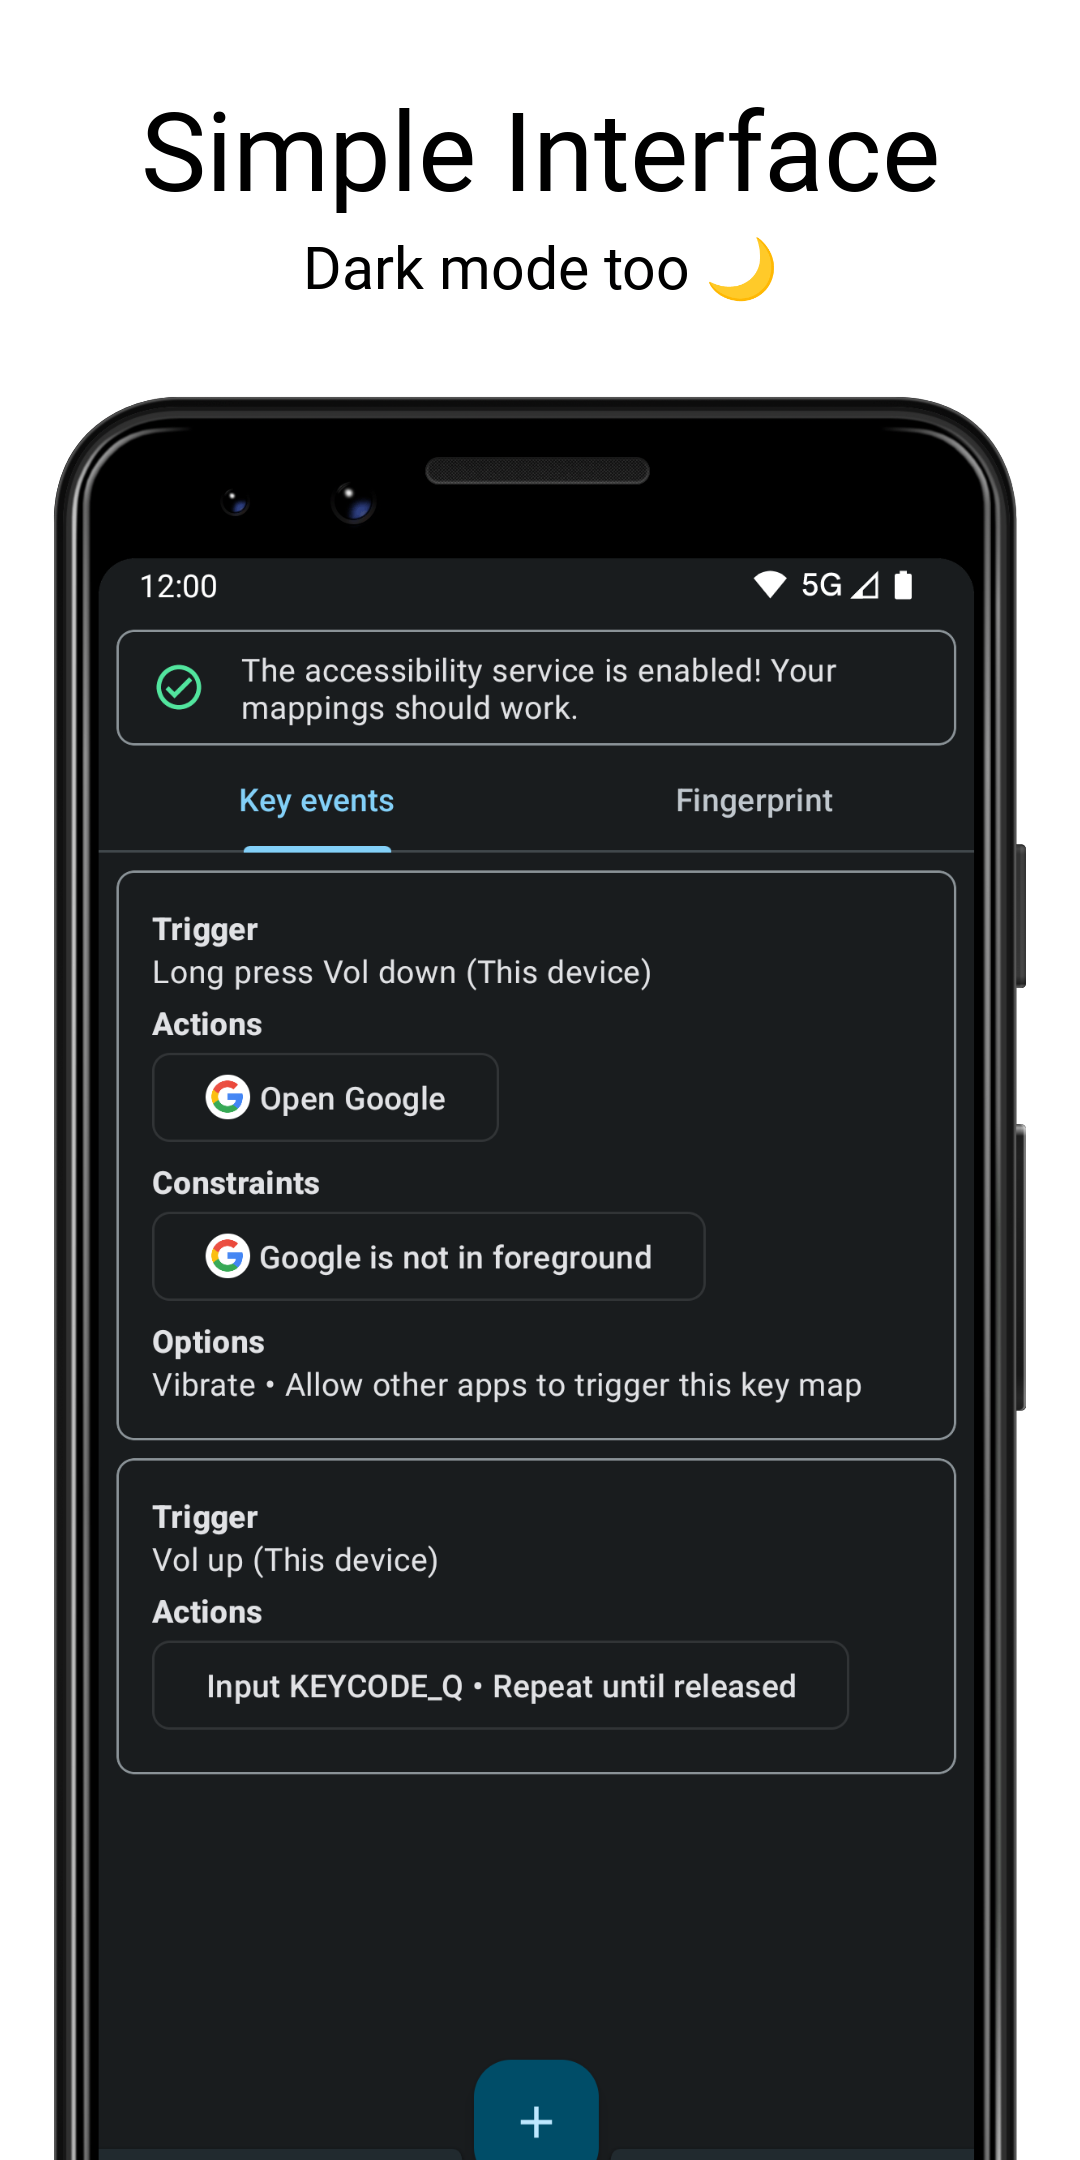 Simple Interface
Dark mode too 🌙
12:00
5G
The accessibility service is enabled! Your
mappings should work.
Key events
Fingerprint
Trigger
Long press Vol down (This device)
Actions
Open Google
Constraints
Google is not in foreground
Options
Vibrate • Allow other apps to trigger this key map
Trigger
Vol up (This device)
Actions
Input KEYCODE_Q • Repeat until released
+